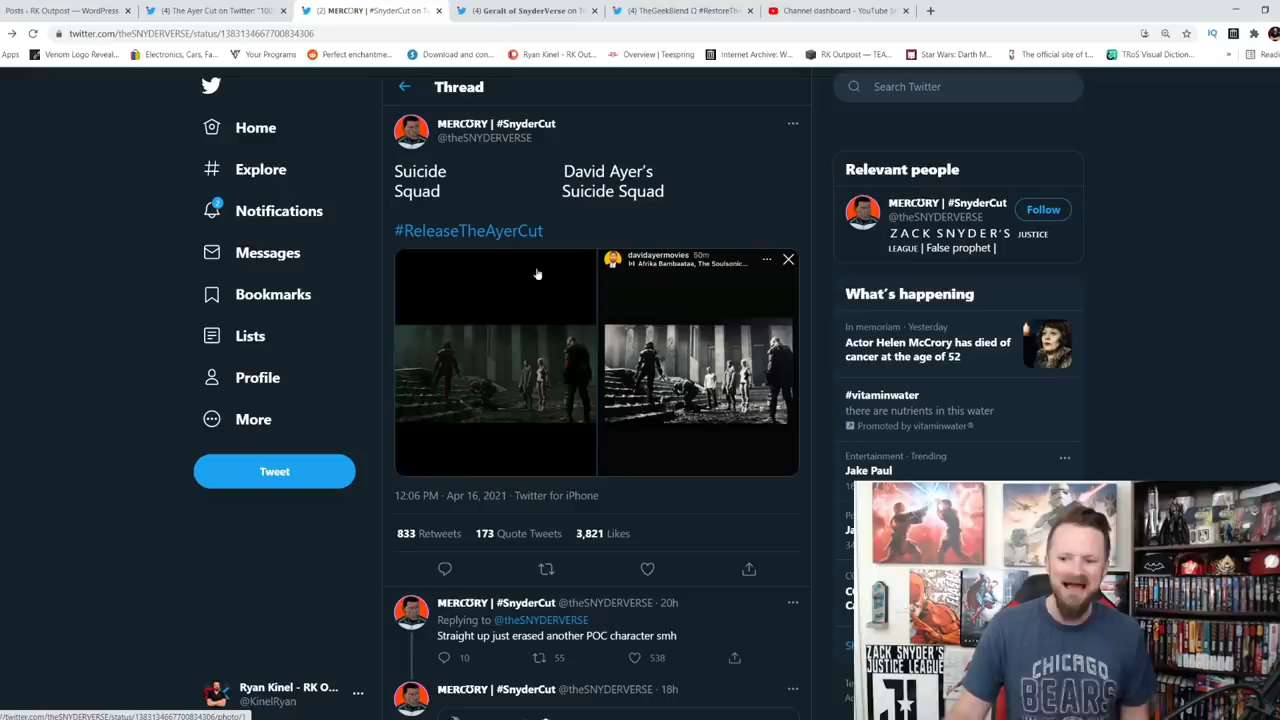 Posts ‹ RK Outpost — WordPress
(4) The Ayer Cut on Twitter: "100
(2) MERCURY | #SnyderCut on T
(4) Geralt of SnyderVerse on T
(4) TheGeekBlend Ω #RestoreThe
Channel dashboard - YouTube S
twitter.com/theSNYDERVERSE/status/1383134667700834306
Apps
Venom Logo Reveal...
Electronics, Cars, Fa...
Your Programs
Perfect enchantme...
Download and con...
Ryan Kinel - RK Out...
Overview | Teespring
Internet Archive: W...
RK Outpost — TEA...
Star Wars: Darth M...
The official site of t...
TRoS Visual Diction...
»
Home
Explore
2
Notifications
Messages
Bookmarks
Lists
Profile
More
Tweet
Ryan Kinel - RK O...
@KinelRyan
Thread
MERCURY | #SnyderCut
@theSNYDERVERSE
Suicide David Ayer's
Squad Suicide Squad
#ReleaseTheAyerCut
davidayermovies 50m
Afrika Bambaataa, The Soulsonic...
12:06 PM · Apr 16, 2021 · Twitter for iPhone
833 Retweets 173 Quote Tweets 3,821 Likes
MERCURY | #SnyderCut @theSNYDERVERSE · 20h
Replying to @theSNYDERVERSE
Straight up just erased another POC character smh
10 55 538
MERCURY | #SnyderCut @theSNYDERVERSE · 18h
Search Twitter
Relevant people
MERCURY | #SnyderCut
@theSNYDERVERSE
Follow
ZACK SNYDER'S JUSTICE
LEAGUE | False prophet |
What's happening
In memoriam · Yesterday
Actor Helen McCrory has died of
cancer at the age of 52
#vitaminwater
there are nutrients in this water
Promoted by vitaminwater®
Entertainment · Trending
Jake Paul
ZACK SNYDER'S
JUSTICE LEAGUE
CHICAGO
BEARS